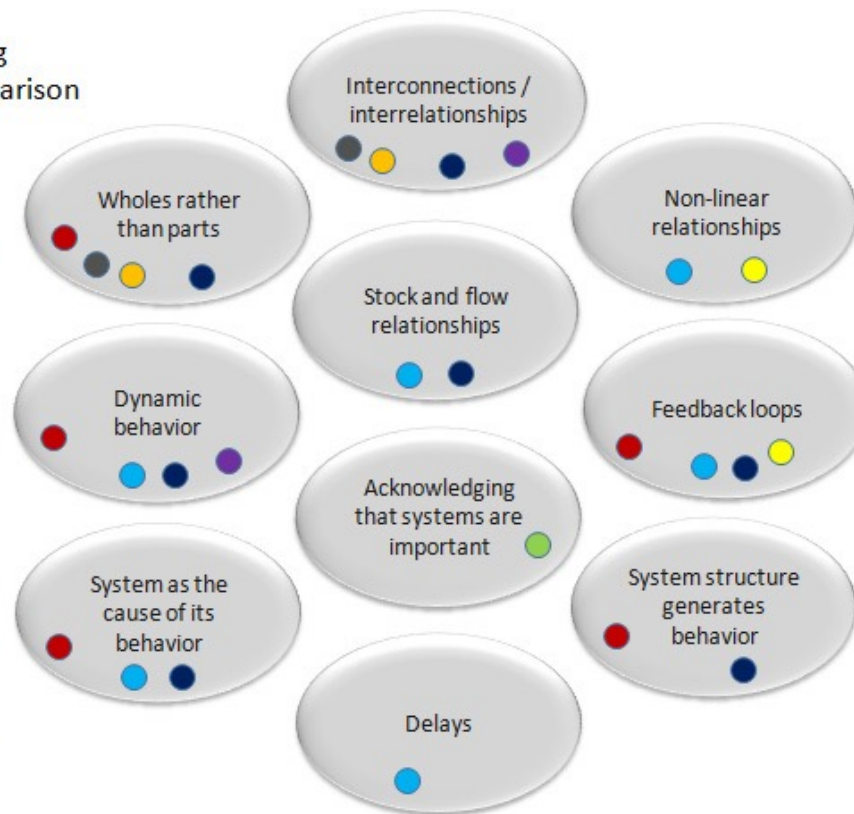 Interconnections /
interrelationships
Wholes rather
than parts
Non-linear
relationships
Stock and flow
relationships
Dynamic
behavior
Feedback loops
Acknowledging
that systems are
important
System as the
cause of its
behavior
System structure
generates
behavior
Delays